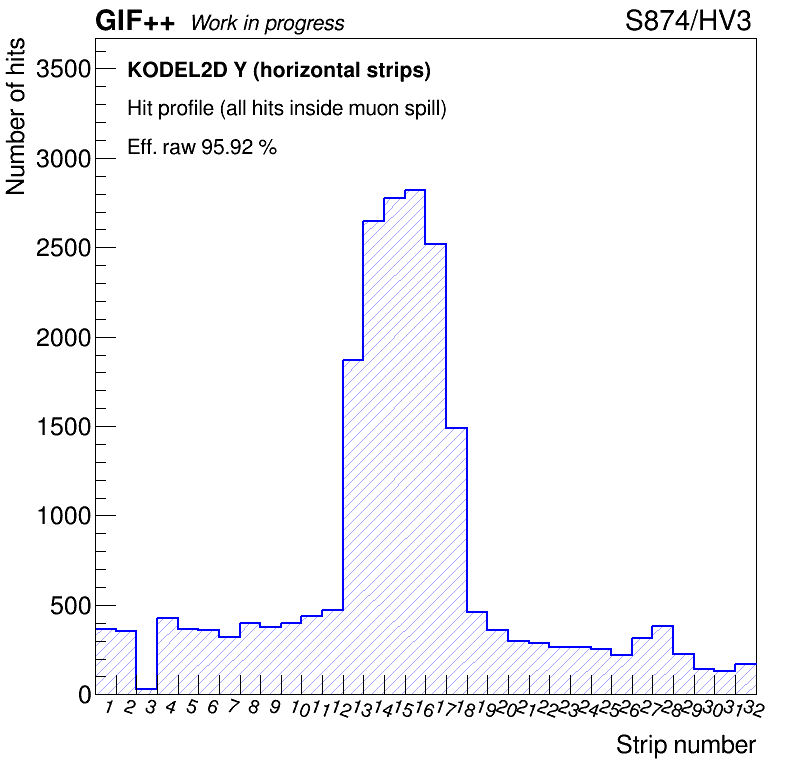 GIF++ Work in progress S874/HV3
Number of hits
KODEL2D Y (horizontal strips)
Hit profile (all hits inside muon spill)
Eff. raw 95.92 %
3500
3000
2500
2000
1500
1000
500
0
1 2 3 4 5 6 7 8 9 10 11 12 13 14 15 16 17 18 19 20 21 22 23 24 25 26 27 28 29 30 31 32
Strip number